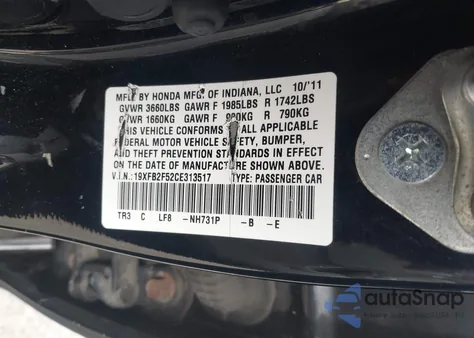 MFD. BY HONDA MFG. OF INDIANA, LLC 10/'11
GVWR 3660LBS GAWR F 1985LBS R 1742LBS
GVWR 1660KG GAWR F 900KG R 790KG
THIS VEHICLE CONFORMS TO ALL APPLICABLE
FEDERAL MOTOR VEHICLE SAFETY, BUMPER,
AND THEFT PREVENTION STANDARDS IN EFFECT
ON THE DATE OF MANUFACTURE SHOWN ABOVE.
V.I.N.: 19XFB2F52CE313517 TYPE: PASSENGER CAR
TR3 C LF8 -NH731P -B -E
autoSnap